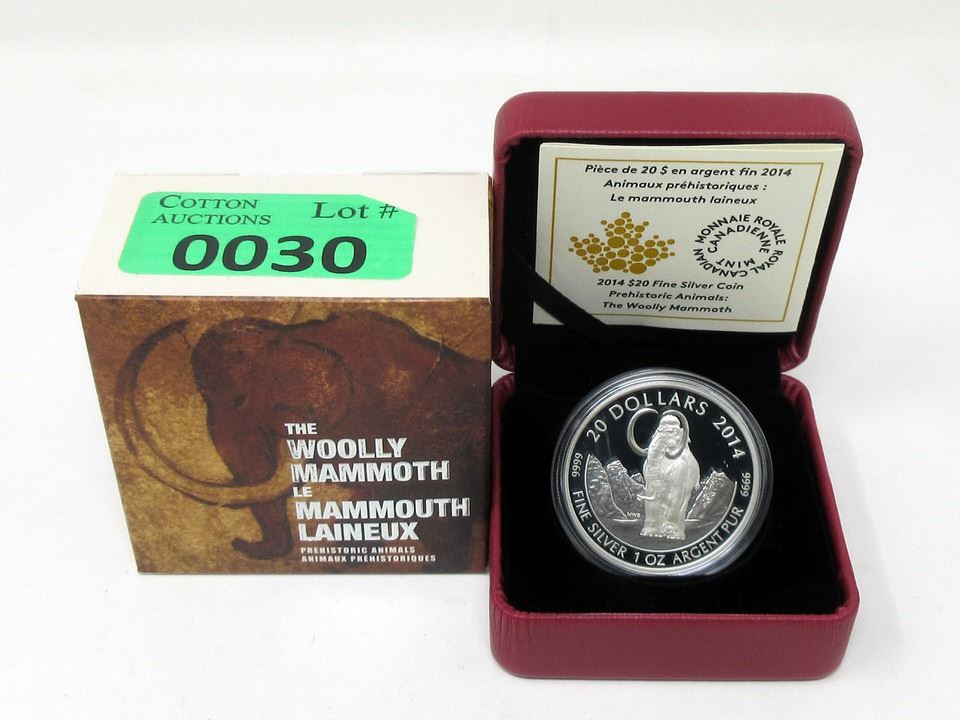 COTTON AUCTIONS Lot #
0030
THE
WOOLLY
MAMMOTH
LE
MAMMOUTH
LAINEUX
PREHISTORIC ANIMALS
ANIMAUX PRÉHISTORIQUES
Pièce de 20 $ en argent fin 2014
Animaux préhistoriques :
Le mammouth laineux
MONNAIE ROYALE CANADIENNE
ROYAL CANADIAN MINT
2014 $20 Fine Silver Coin
Prehistoric Animals:
The Woolly Mammoth
20 DOLLARS 2014
9999
9999
MWB
FINE SILVER 1 OZ ARGENT PUR